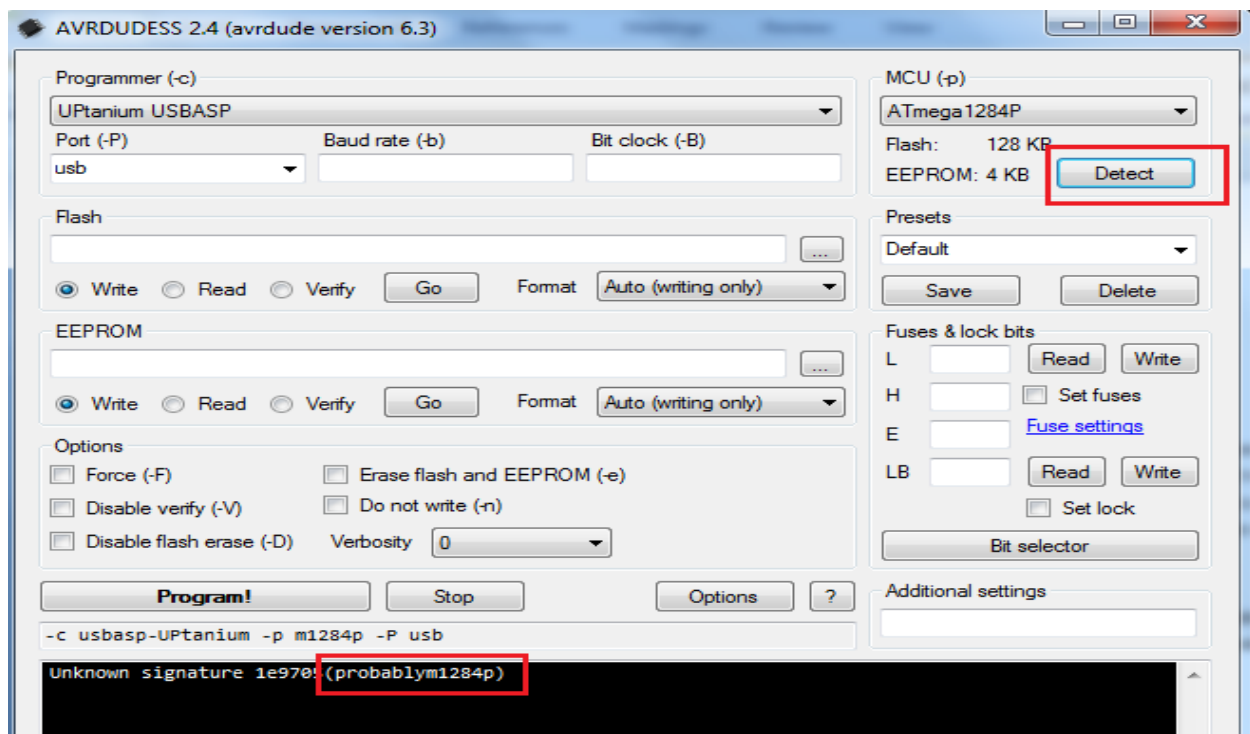 AVRDUDESS 2.4 (avrdude version 6.3)
Programmer (-c)
UPtanium USBASP
Port (-P) Baud rate (-b) Bit clock (-B)
usb
MCU (-p)
ATmega1284P
Flash: 128 KB
EEPROM: 4 KB Detect
Flash
...
Write Read Verify Go Format Auto (writing only)
Presets
Default
Save Delete
EEPROM
...
Write Read Verify Go Format Auto (writing only)
Fuses & lock bits
L Read Write
H Set fuses
E Fuse settings
LB Read Write
Set lock
Bit selector
Options
Force (-F) Erase flash and EEPROM (-e)
Disable verify (-V) Do not write (-n)
Disable flash erase (-D) Verbosity 0
Program! Stop Options ?
Additional settings
-c usbasp-UPtanium -p m1284p -P usb
Unknown signature 1e9705(probablym1284p)